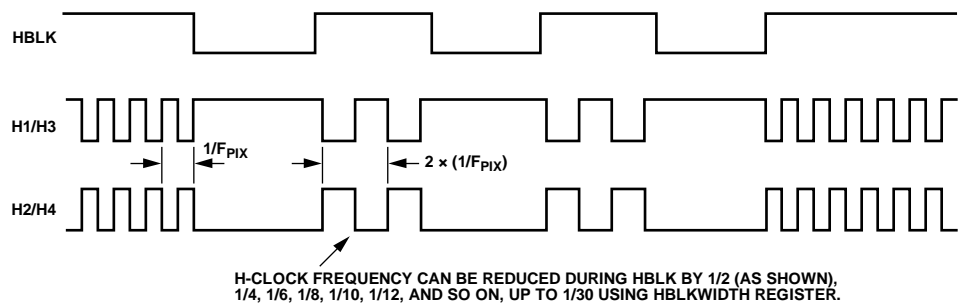 HBLK
H1/H3
1/FPIX
2 × (1/FPIX)
H2/H4
H-CLOCK FREQUENCY CAN BE REDUCED DURING HBLK BY 1/2 (AS SHOWN),
1/4, 1/6, 1/8, 1/10, 1/12, AND SO ON, UP TO 1/30 USING HBLKWIDTH REGISTER.